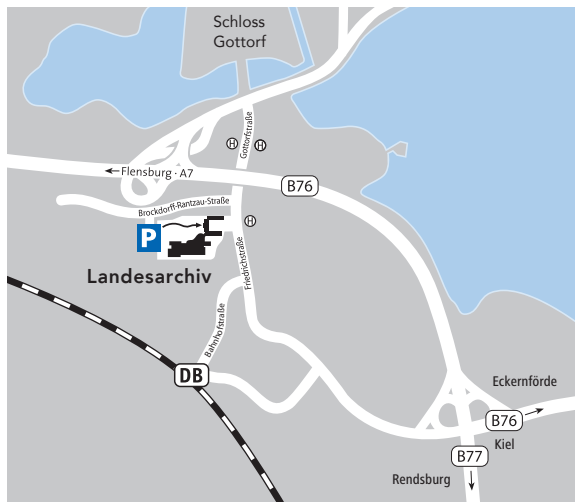 Schloss
Gottorf
Gottorfstraße
H
H
Flensburg · A7
B76
Brockdorff-Rantzau-Straße
H
P
Landesarchiv
Friedrichstraße
Bahnhofstraße
DB
Eckernförde
B76
Kiel
B77
Rendsburg